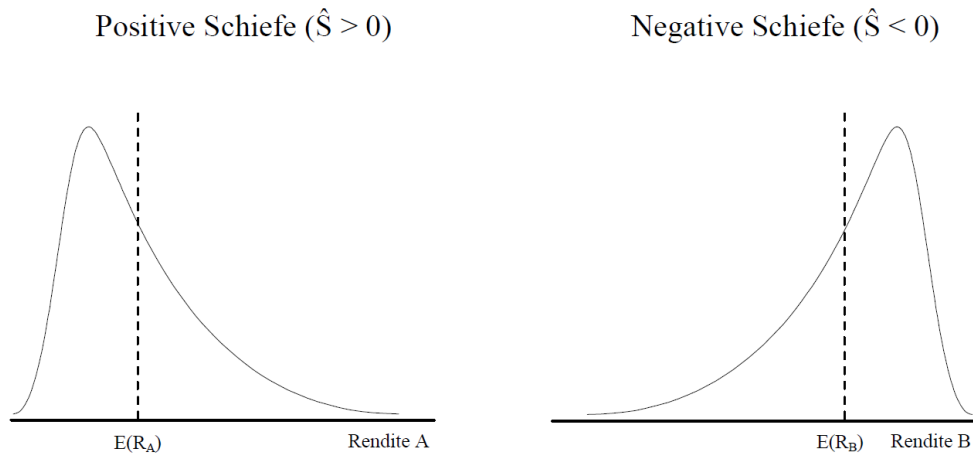 Positive Schiefe (Ŝ > 0)
Negative Schiefe (Ŝ < 0)
E(R_A)
Rendite A
E(R_B)
Rendite B